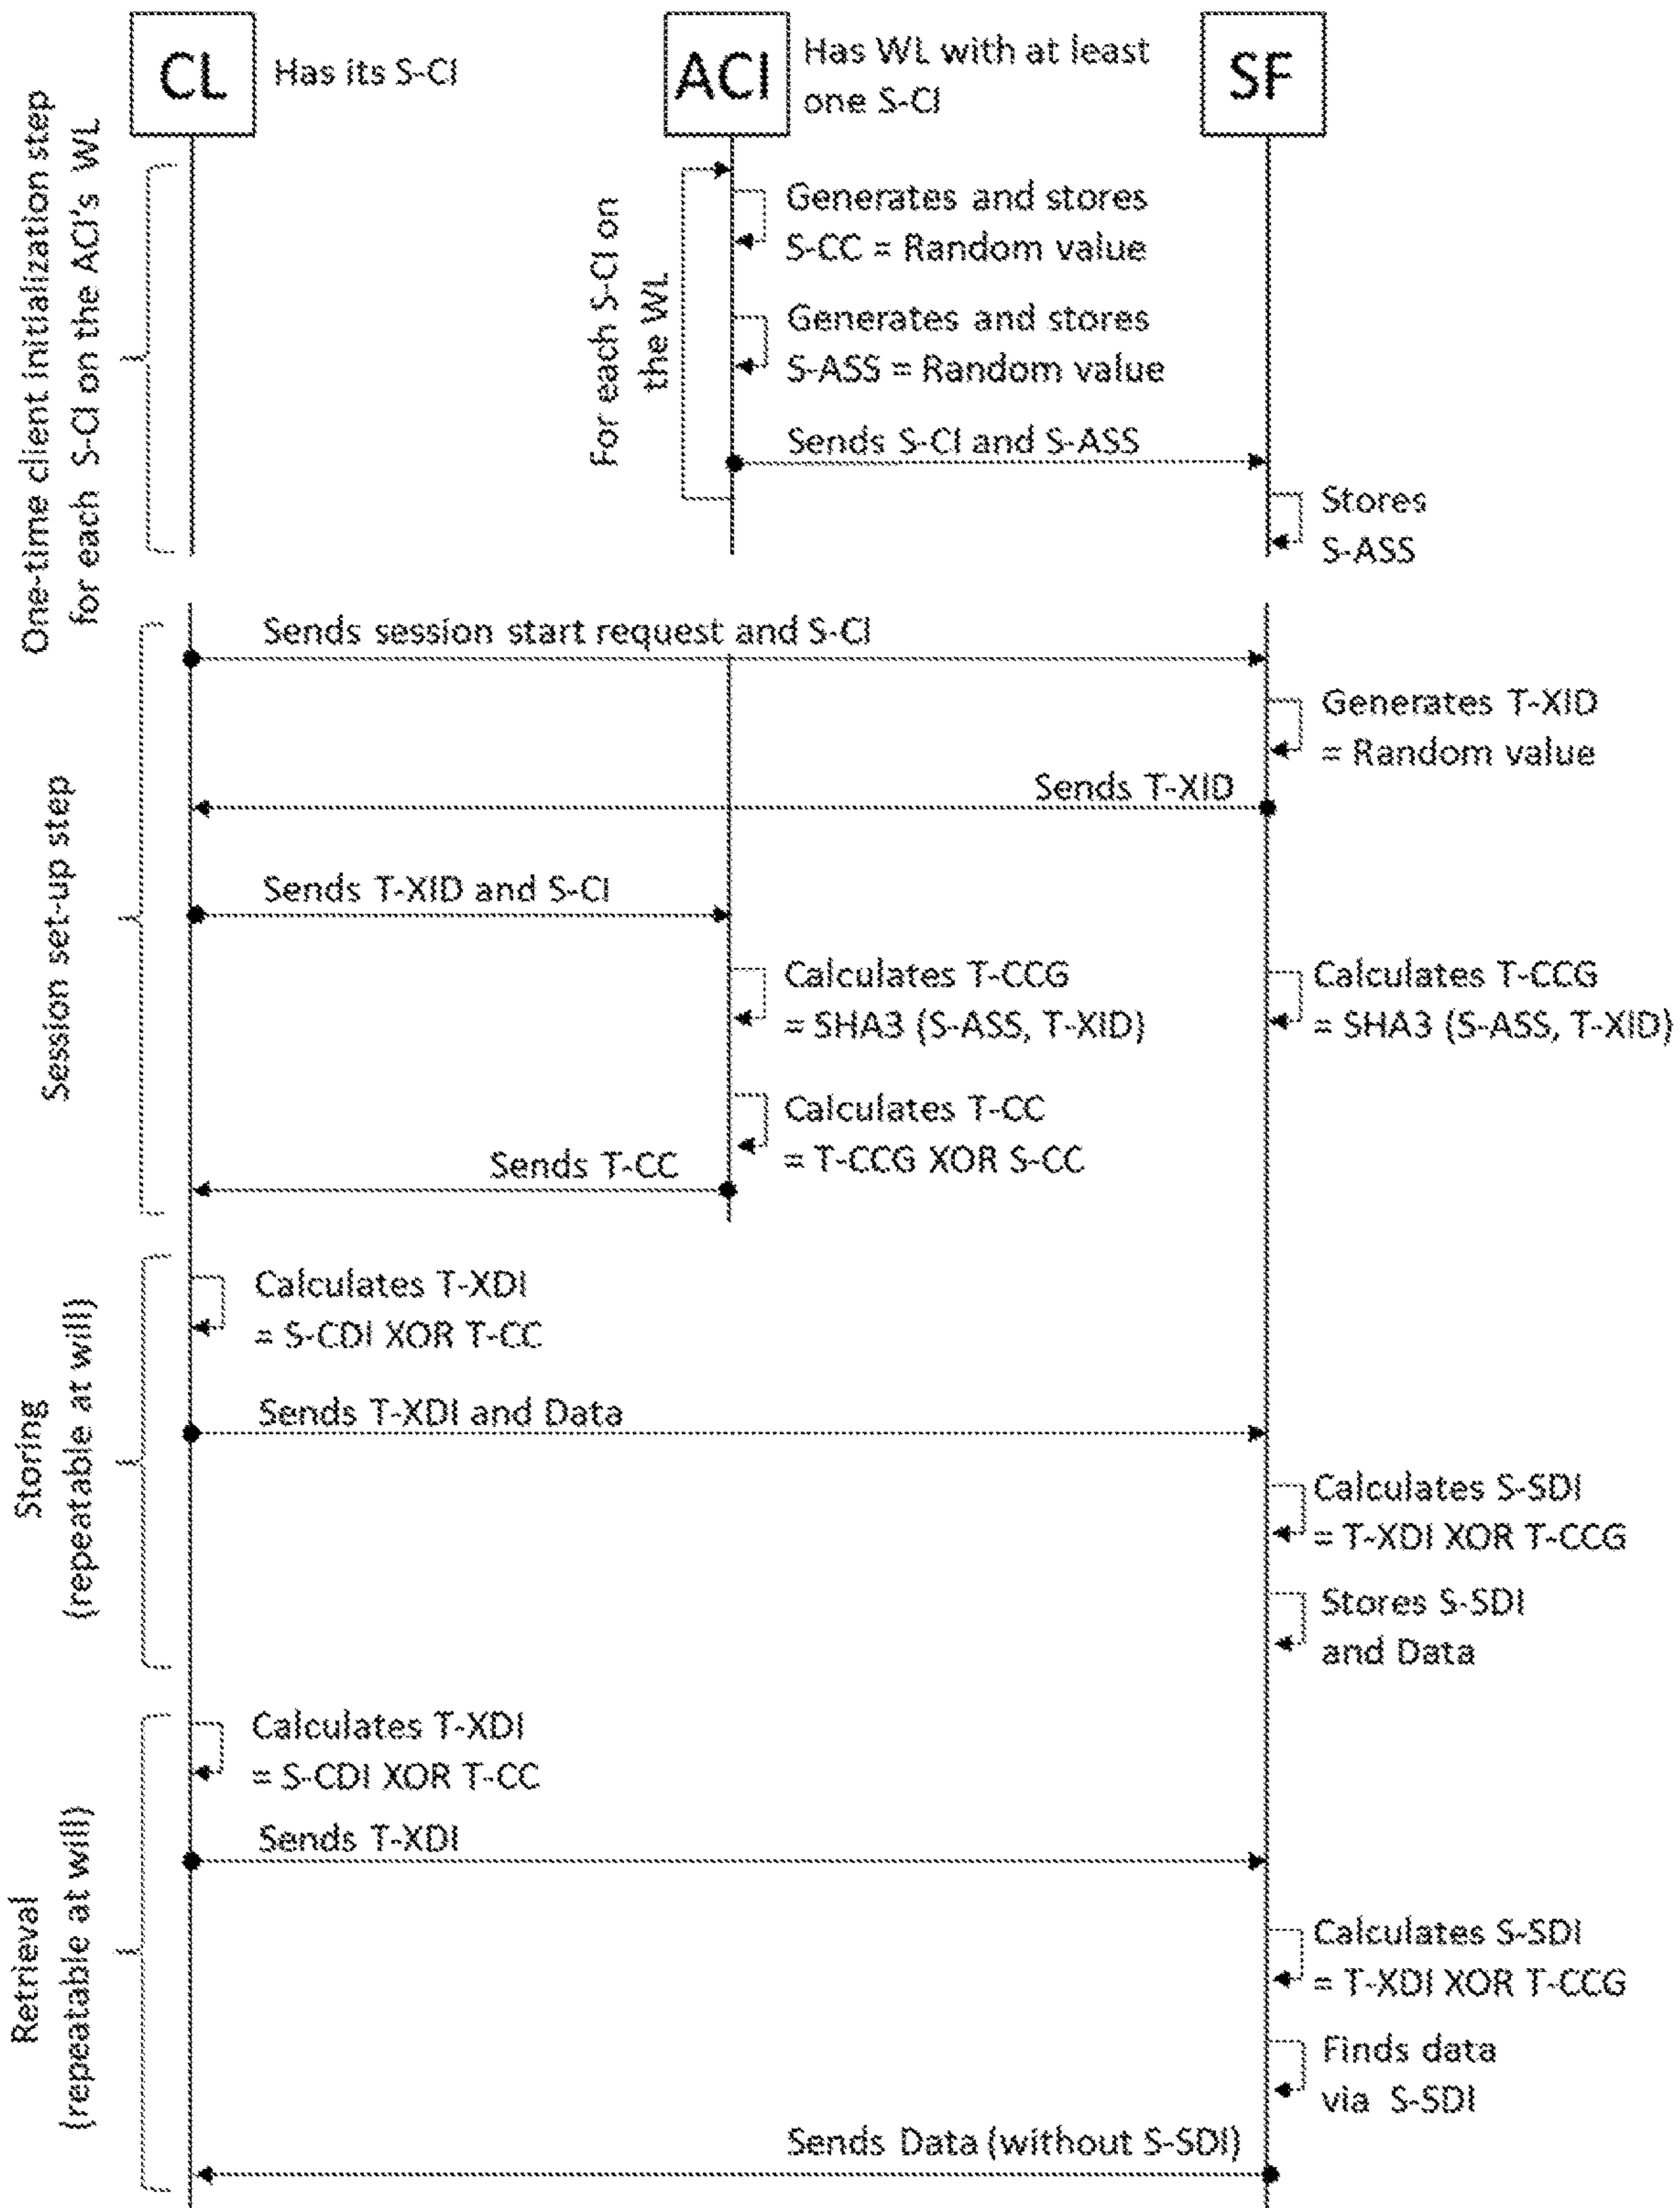 CL
Has its S-CI
ACI
Has WL with at least
one S-CI
SF
One-time client initialization step
for each S-CI on the ACI's WL
For each S-CI on
the WL
Generates and stores
S-CC = Random value
Generates and stores
S-ASS = Random value
Sends S-CI and S-ASS
Stores
S-ASS
Session set-up step
Sends session start request and S-CI
Generates T-XID
= Random value
Sends T-XID
Sends T-XID and S-CI
Calculates T-CCG
= SHA3 (S-ASS, T-XID)
Calculates T-CCG
= SHA3 (S-ASS, T-XID)
Calculates T-CC
= T-CCG XOR S-CC
Sends T-CC
Storing
(repeatable at will)
Calculates T-XDI
= S-CDI XOR T-CC
Sends T-XDI and Data
Calculates S-SDI
= T-XDI XOR T-CCG
Stores S-SDI
and Data
Retrieval
(repeatable at will)
Calculates T-XDI
= S-CDI XOR T-CC
Sends T-XDI
Calculates S-SDI
= T-XDI XOR T-CCG
Finds data
via S-SDI
Sends Data (without S-SDI)